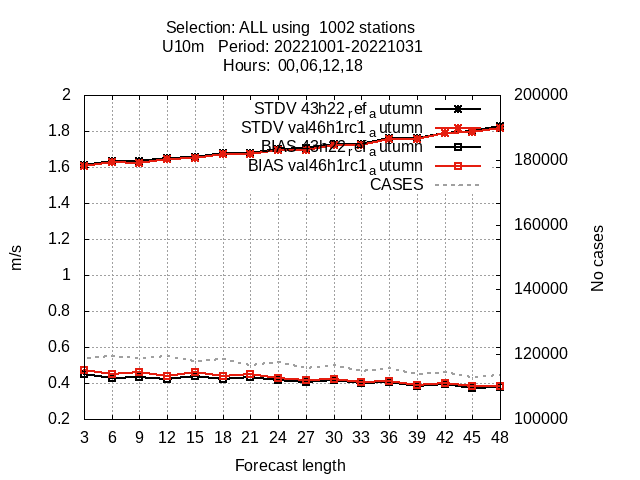 Selection: ALL using  1002 stations
U10m   Period: 20221001-20221031
Hours:  00,06,12,18
2
1.8
1.6
1.4
1.2
1
0.8
0.6
0.4
0.2
m/s
STDV 43h22ref_autumn
STDV val46h1rc1_autumn
BIAS 43h22ref_autumn
BIAS val46h1rc1_autumn
CASES
200000
180000
160000
140000
120000
100000
No cases
3 6 9 12 15 18 21 24 27 30 33 36 39 42 45 48
Forecast length